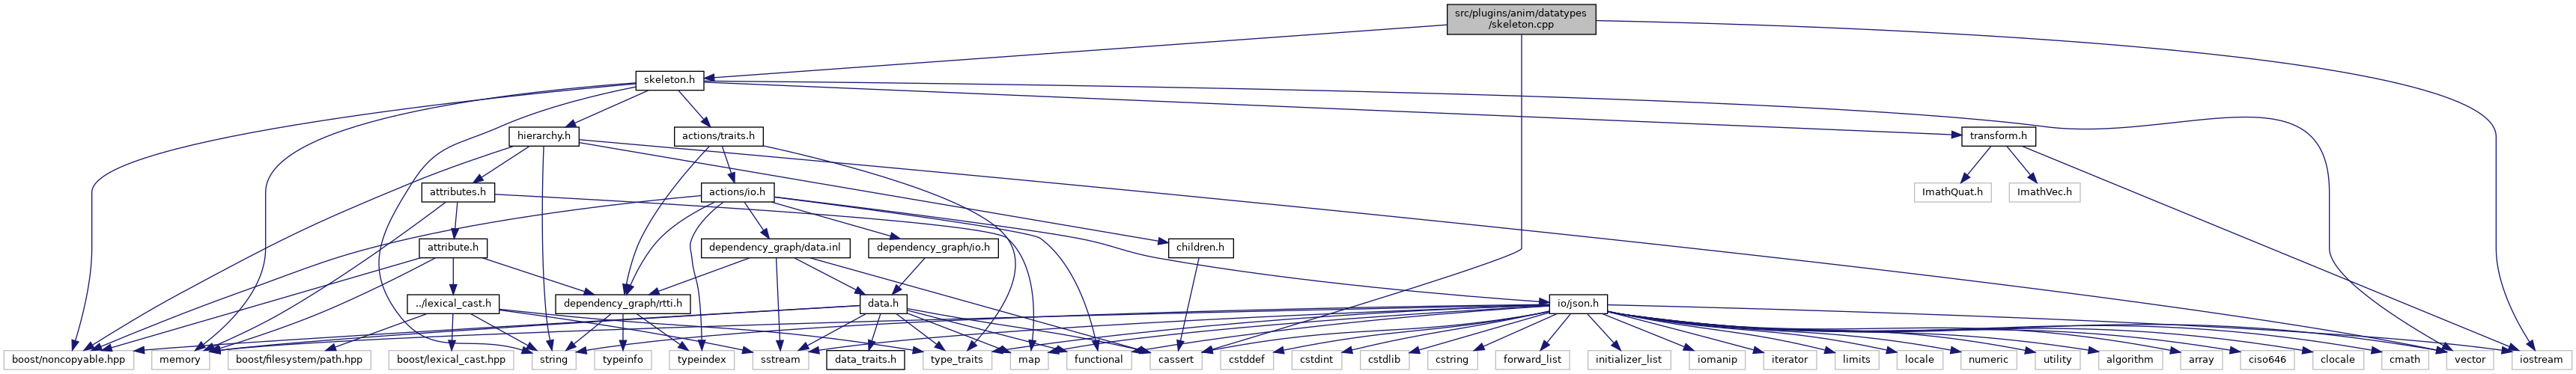 src/plugins/anim/datatypes
/skeleton.cpp
skeleton.h
hierarchy.h
actions/traits.h
transform.h
attributes.h
actions/io.h
ImathQuat.h
ImathVec.h
attribute.h
dependency_graph/data.inl
dependency_graph/io.h
children.h
../lexical_cast.h
dependency_graph/rtti.h
data.h
io/json.h
boost/noncopyable.hpp
memory
boost/filesystem/path.hpp
boost/lexical_cast.hpp
string
typeinfo
typeindex
sstream
data_traits.h
type_traits
map
functional
cassert
cstddef
cstdint
cstdlib
cstring
forward_list
initializer_list
iomanip
iterator
limits
locale
numeric
utility
algorithm
array
ciso646
clocale
cmath
vector
iostream